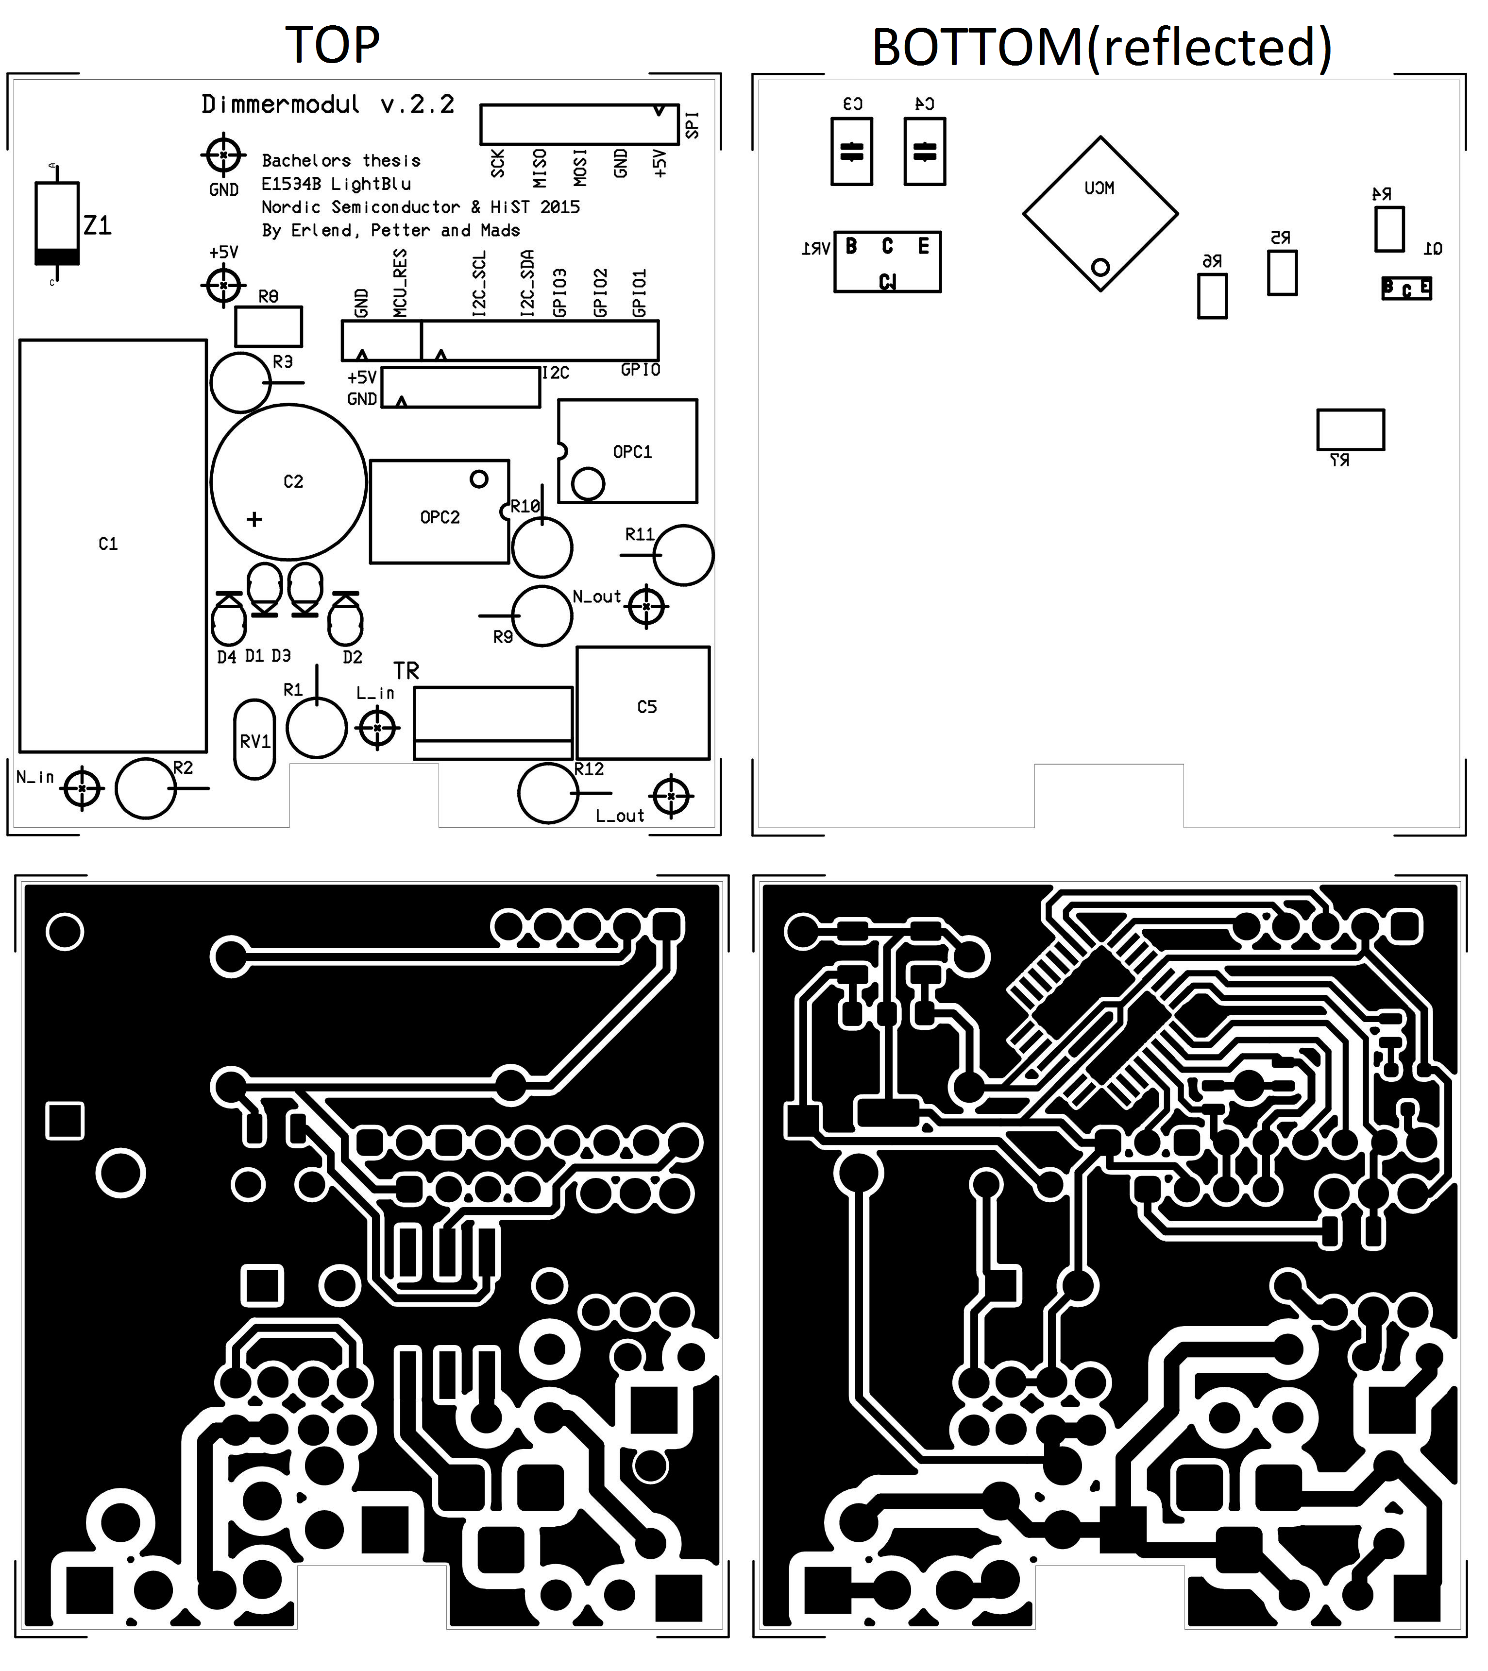 TOP
BOTTOM(reflected)
Dimmermodul v.2.2
SPI
SCK
MISO
MOSI
GND
+5V
A
Z1
C
GND
Bachelors thesis
E1534B LightBlu
Nordic Semiconductor & HiST 2015
By Erlend, Petter and Mads
+5V
R8
GND
MCU_RES
I2C_SCL
I2C_SDA
GPIO3
GPIO2
GPIO1
R3
+5V
GND
I2C
GPIO
OPC1
C2
+
OPC2
R10
R11
C1
N_out
R9
D4
D1
D3
D2
TR
R1
L_in
C5
RV1
N_in
R2
R12
L_out
C3
C4
MCU
VR1
B
C
E
CJ
R4
R5
R6
Q1
B
C
E
R7